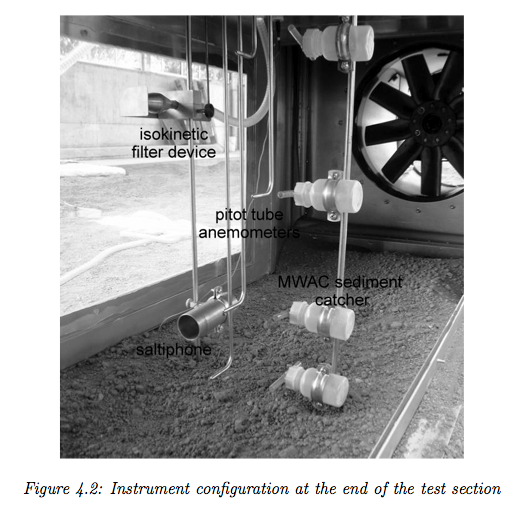 isokinetic
filter device
pitot tube
anemometers
MWAC sediment
catcher
saltiphone
Figure 4.2: Instrument configuration at the end of the test section